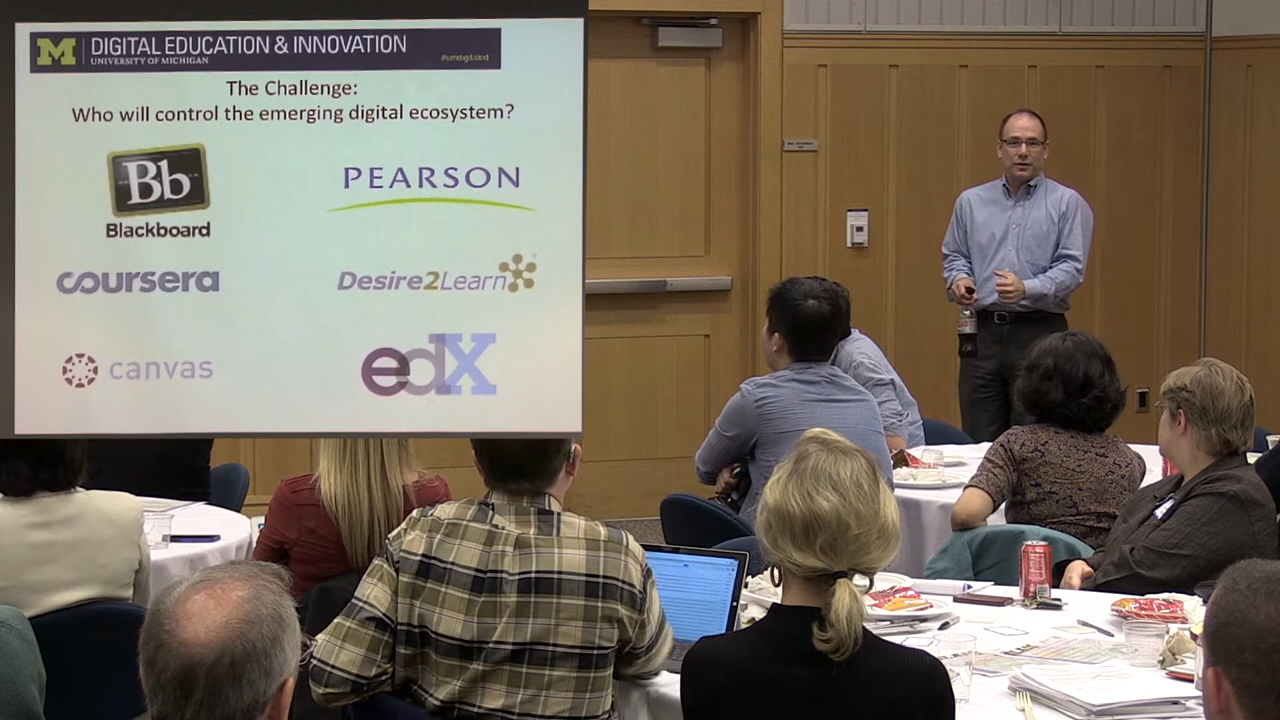 M
DIGITAL EDUCATION & INNOVATION
UNIVERSITY OF MICHIGAN
The Challenge:
Who will control the emerging digital ecosystem?
Bb
Blackboard
PEARSON
coursera
Desire2Learn
canvas
edX